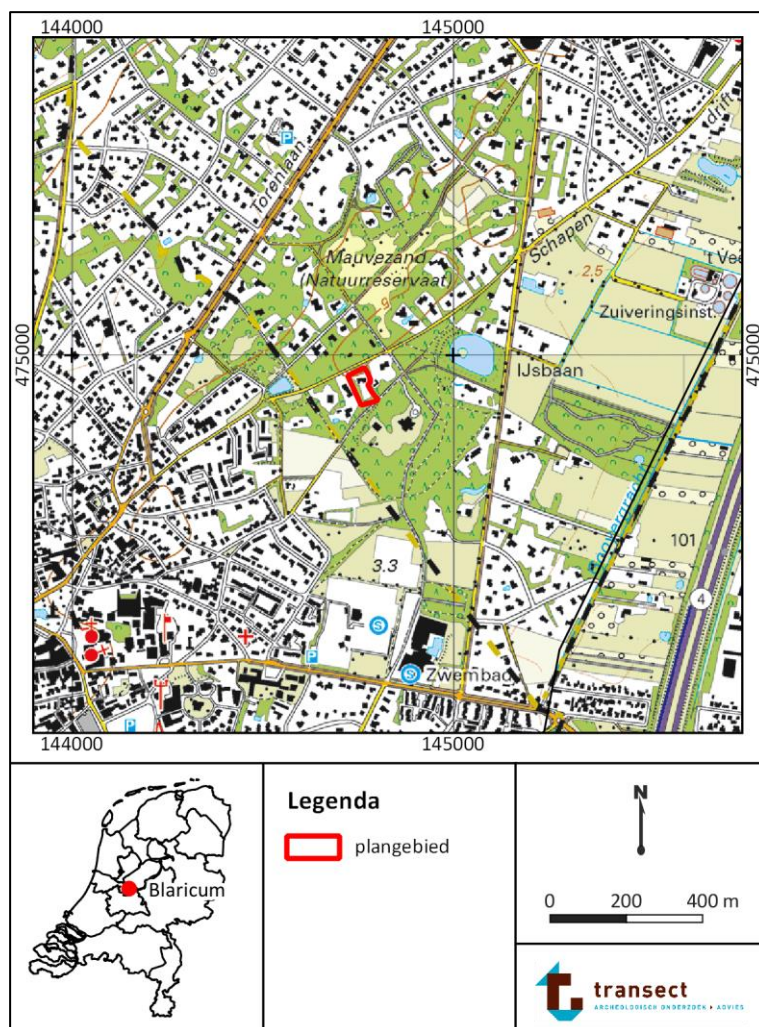 144000 145000
Torenlaan
P
drift
Schapen
Mauvezand
(Natuurreservaat)
9
2.5
't Vee
Zuiveringsinst.
475000 475000
IJsbaan
101
3.3
4
S
P
S Zwembad
P
144000 145000
Blaricum
Legenda
plangebied
N
0 200 400 m
transect
ARCHEOLOGISCH ONDERZOEK ▸ ADVIES